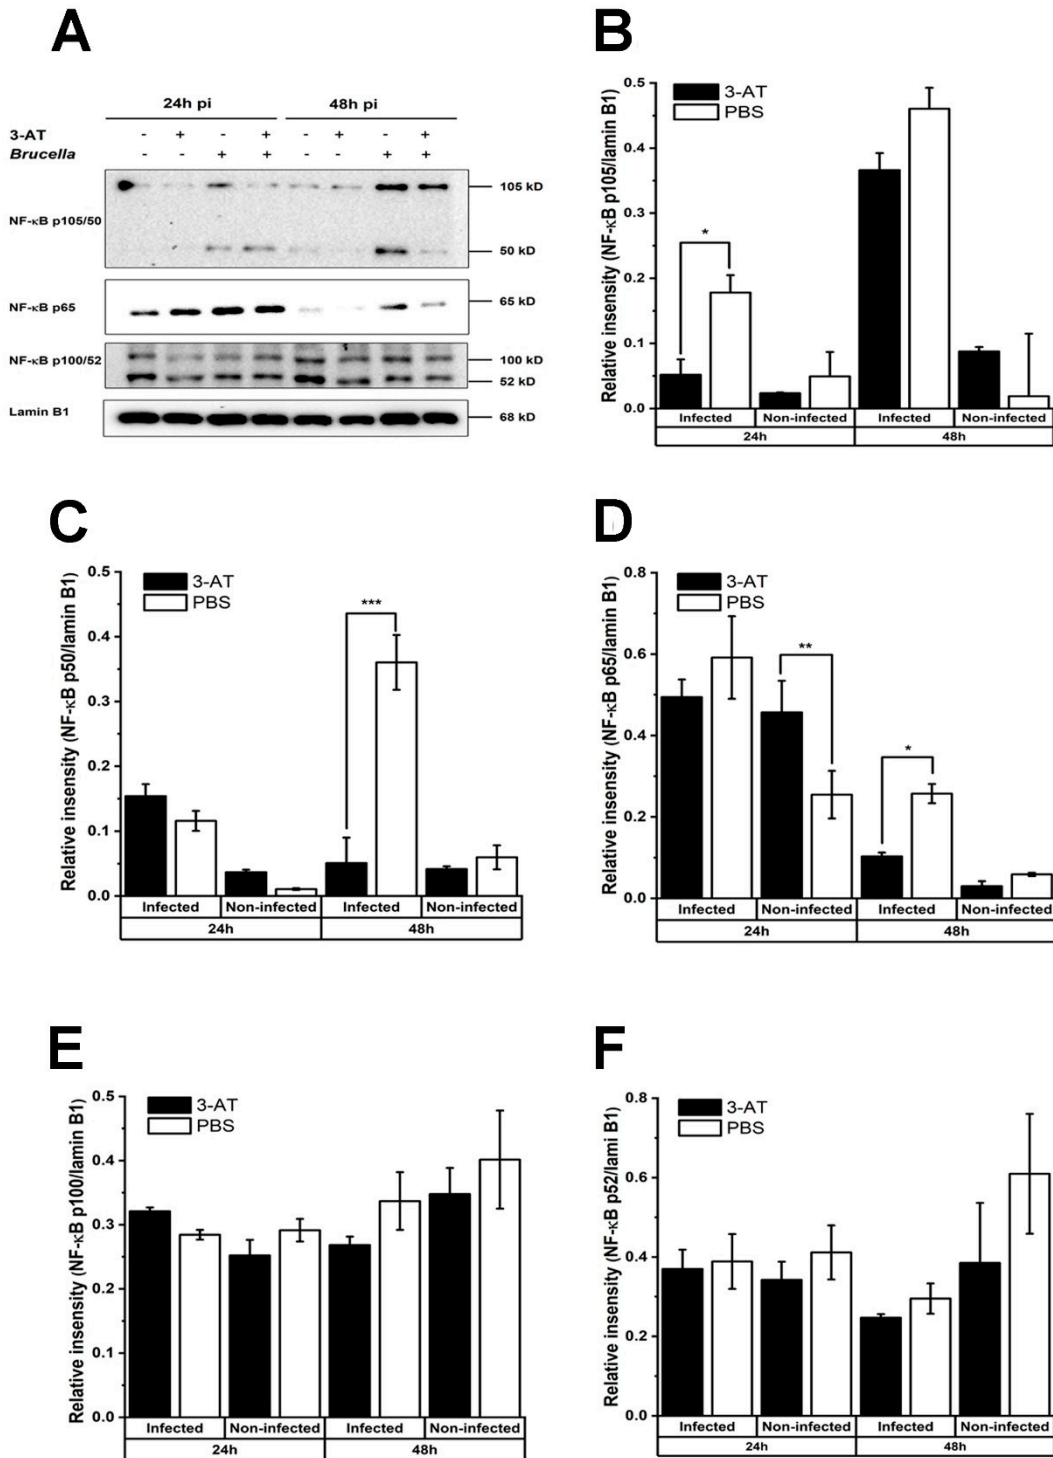 A
24h pi 48h pi
3-AT - + - + - + - +
Brucella - - + + - - + +
NF-κB p105/50
105 kD
50 kD
NF-κB p65
65 kD
NF-κB p100/52
100 kD
52 kD
Lamin B1
68 kD
B
Relative insensity (NF-κB p105/lamin B1)
0.5
0.4
0.3
0.2
0.1
0.0
3-AT
PBS
*
Infected Non-infected Infected Non-infected
24h 48h
C
Relative insensity (NF-κB p50/lamin B1)
0.5
0.4
0.3
0.2
0.1
0.0
3-AT
PBS
***
Infected Non-infected Infected Non-infected
24h 48h
D
Relative insensity (NF-κB p65/lamin B1)
0.8
0.6
0.4
0.2
0.0
3-AT
PBS
**
*
Infected Non-infected Infected Non-infected
24h 48h
E
Relative insensity (NF-κB p100/lamin B1)
0.5
0.4
0.3
0.2
0.1
0.0
3-AT
PBS
Infected Non-infected Infected Non-infected
24h 48h
F
Relative insensity (NF-κB p52/lami B1)
0.8
0.6
0.4
0.2
0.0
3-AT
PBS
Infected Non-infected Infected Non-infected
24h 48h